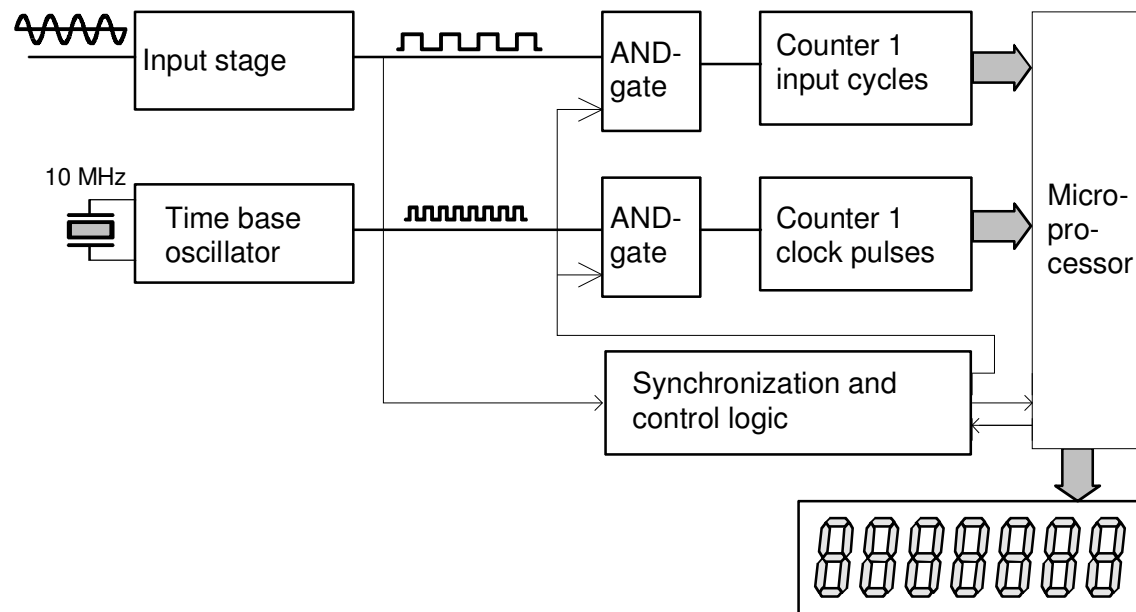 Input stage
AND-
gate
Counter 1
input cycles
10 MHz
Time base
oscillator
AND-
gate
Counter 1
clock pulses
Micro-
pro-
cessor
Synchronization and
control logic
8888888